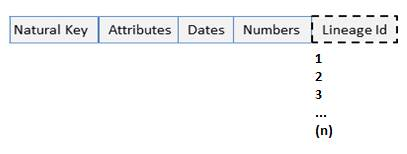 Natural Key Attributes Dates Numbers Lineage Id
1
2
3
...
(n)